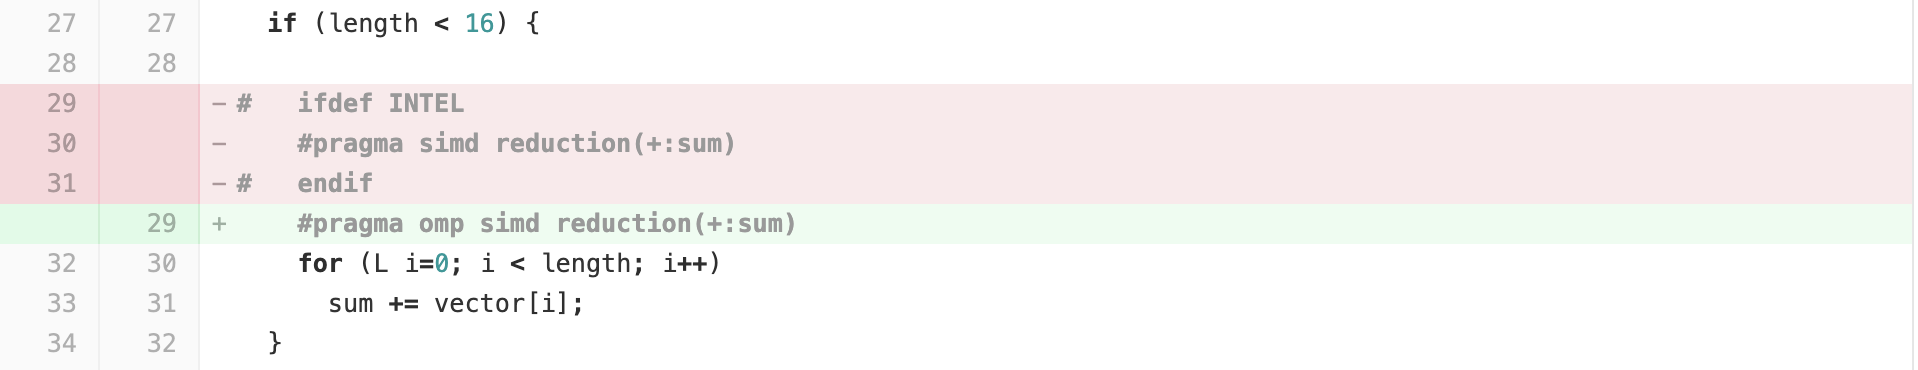 27 27 if (length < 16) {
28 28
29 − # ifdef INTEL
30 − #pragma simd reduction(+:sum)
31 − # endif
29 + #pragma omp simd reduction(+:sum)
32 30 for (L i=0; i < length; i++)
33 31 sum += vector[i];
34 32 }